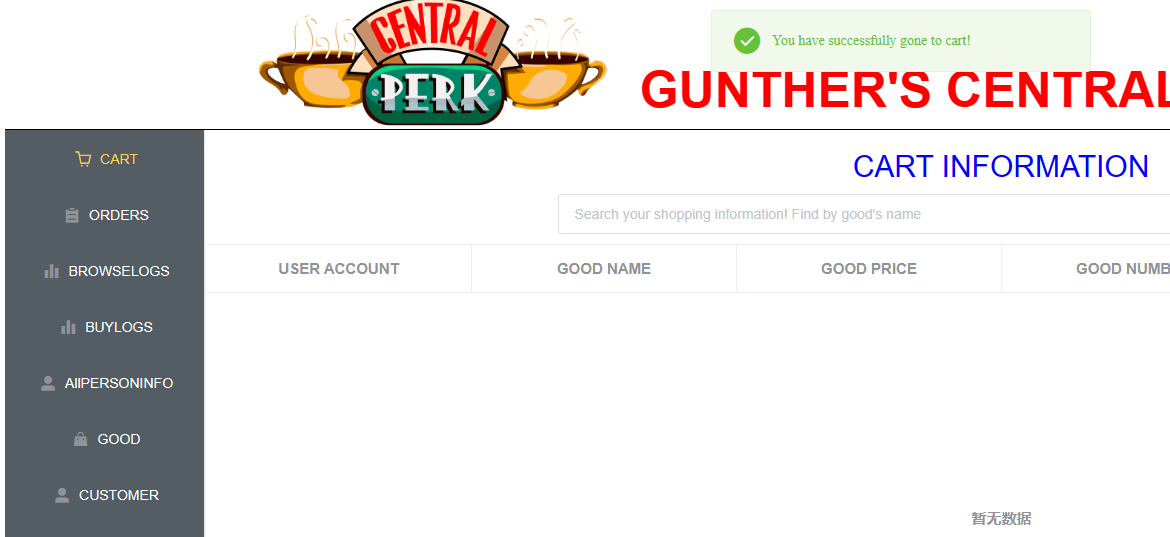 CENTRAL
PERK
You have successfully gone to cart!
GUNTHER'S CENTRAL
CART
ORDERS
BROWSELOGS
BUYLOGS
AllPERSONINFO
GOOD
CUSTOMER
CART INFORMATION
Search your shopping information! Find by good's name
USER ACCOUNT
GOOD NAME
GOOD PRICE
GOOD NUMB
暂无数据